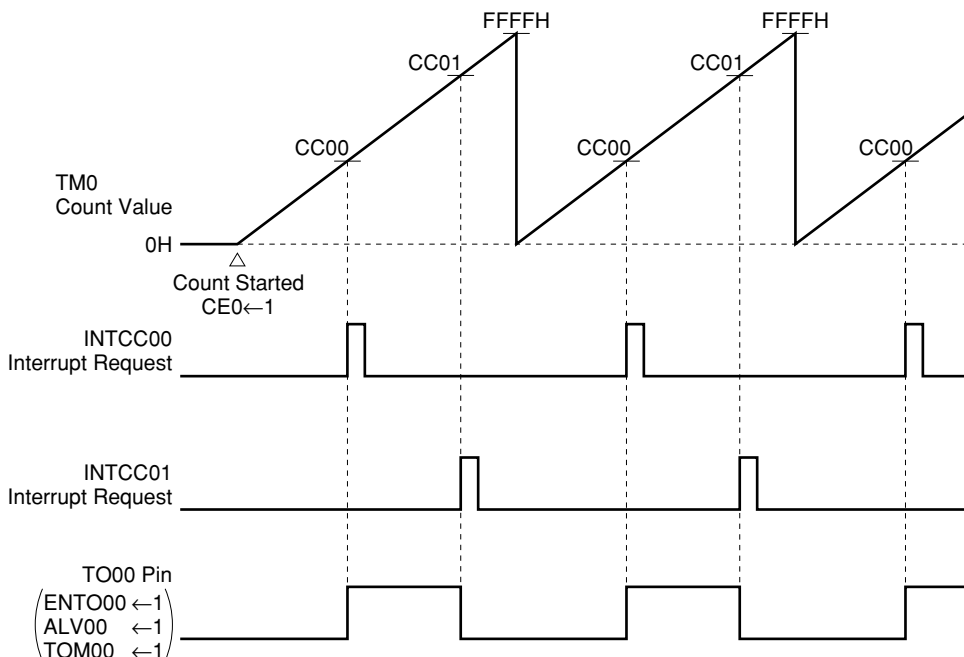 FFFFH FFFFH
CC01 CC01
CC00 CC00 CC00
TM0
Count Value
0H
△
Count Started
CE0←1
INTCC00
Interrupt Request
INTCC01
Interrupt Request
TO00 Pin
ENTO00 ←1
ALV00 ←1
TOM00 ←1